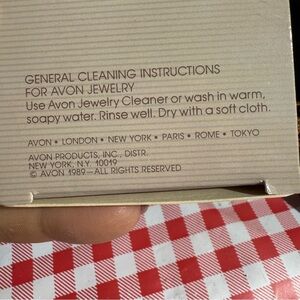 GENERAL CLEANING INSTRUCTIONS
FOR AVON JEWELRY
Use Avon Jewelry Cleaner or wash in warm,
soapy water. Rinse well. Dry with a soft cloth.
AVON • LONDON • NEW YORK • PARIS • ROME • TOKYO
AVON PRODUCTS, INC., DISTR.
NEW YORK, N.Y. 10019
© AVON 1989—ALL RIGHTS RESERVED